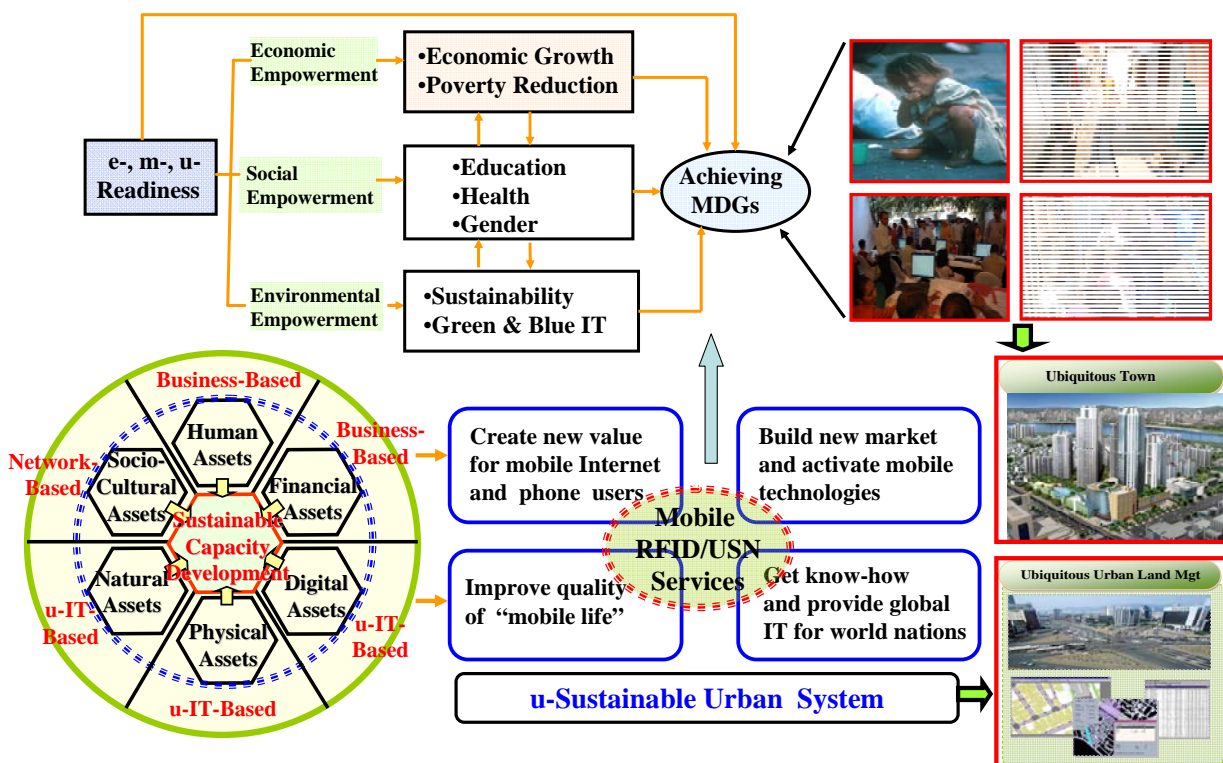 Economic
Empowerment
•Economic Growth
•Poverty Reduction
e-, m-, u-
Readiness
Social
Empowerment
•Education
•Health
•Gender
Achieving
MDGs
Environmental
Empowerment
•Sustainability
•Green & Blue IT
Business-Based
Human
Assets
Business-
Based
Network-
Based
Socio-
Cultural
Assets
Financial
Assets
Sustainable
Capacity
Development
Natural
Assets
Digital
Assets
u-IT-
Based
Physical
Assets
u-IT-
Based
u-IT-Based
Create new value
for mobile Internet
and phone users
Build new market
and activate mobile
technologies
Mobile
RFID/USN
Services
Improve quality
of “mobile life”
Get know-how
and provide global
IT for world nations
u-Sustainable Urban System
Ubiquitous Town
Ubiquitous Urban Land Mgt